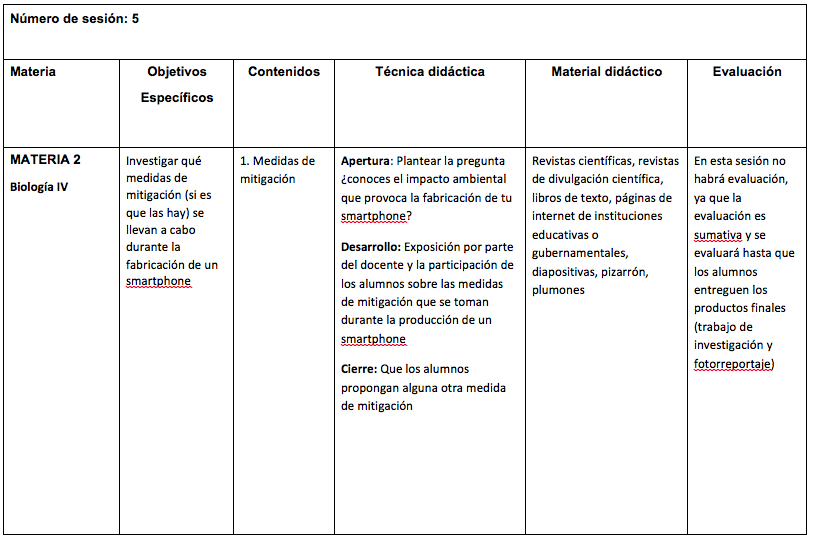 Número de sesión: 5
Materia
Objetivos
Específicos
Contenidos
Técnica didáctica
Material didáctico
Evaluación
MATERIA 2
Biología IV
Investigar qué
medidas de
mitigación (si es
que las hay) se
llevan a cabo
durante la
fabricación de un
smartphone
1. Medidas de
mitigación
Apertura: Plantear la pregunta
¿conoces el impacto ambiental
que provoca la fabricación de tu
smartphone?
Desarrollo: Exposición por parte
del docente y la participación de
los alumnos sobre las medidas
de mitigación que se toman
durante la producción de un
smartphone
Cierre: Que los alumnos
propongan alguna otra medida
de mitigación
Revistas científicas, revistas
de divulgación científica,
libros de texto, páginas de
internet de instituciones
educativas o
gubernamentales,
diapositivas, pizarrón,
plumones
En esta sesión no
habrá evaluación,
ya que la
evaluación es
sumativa y se
evaluará hasta que
los alumnos
entreguen los
productos finales
(trabajo de
investigación y
fotorreportaje)